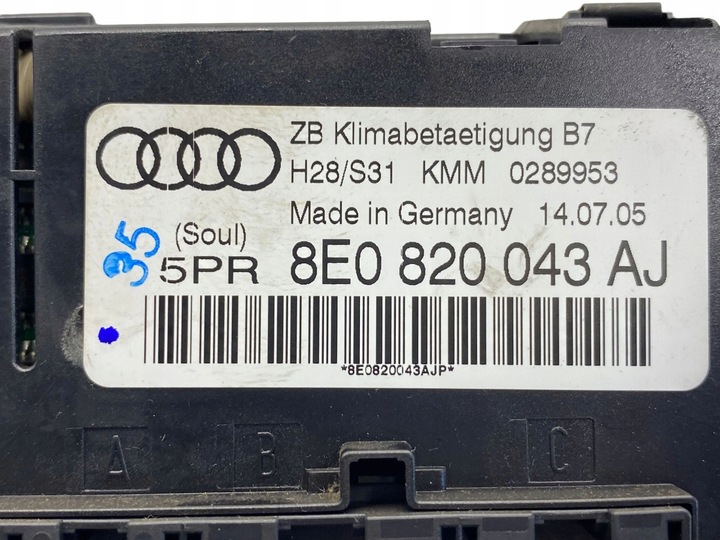 ZB Klimabetaetigung B7
H28/S31 KMM 0289953
Made in Germany 14.07.05
35
(Soul)
5PR 8E0 820 043 AJ
*8E0820043AJP*
A B C